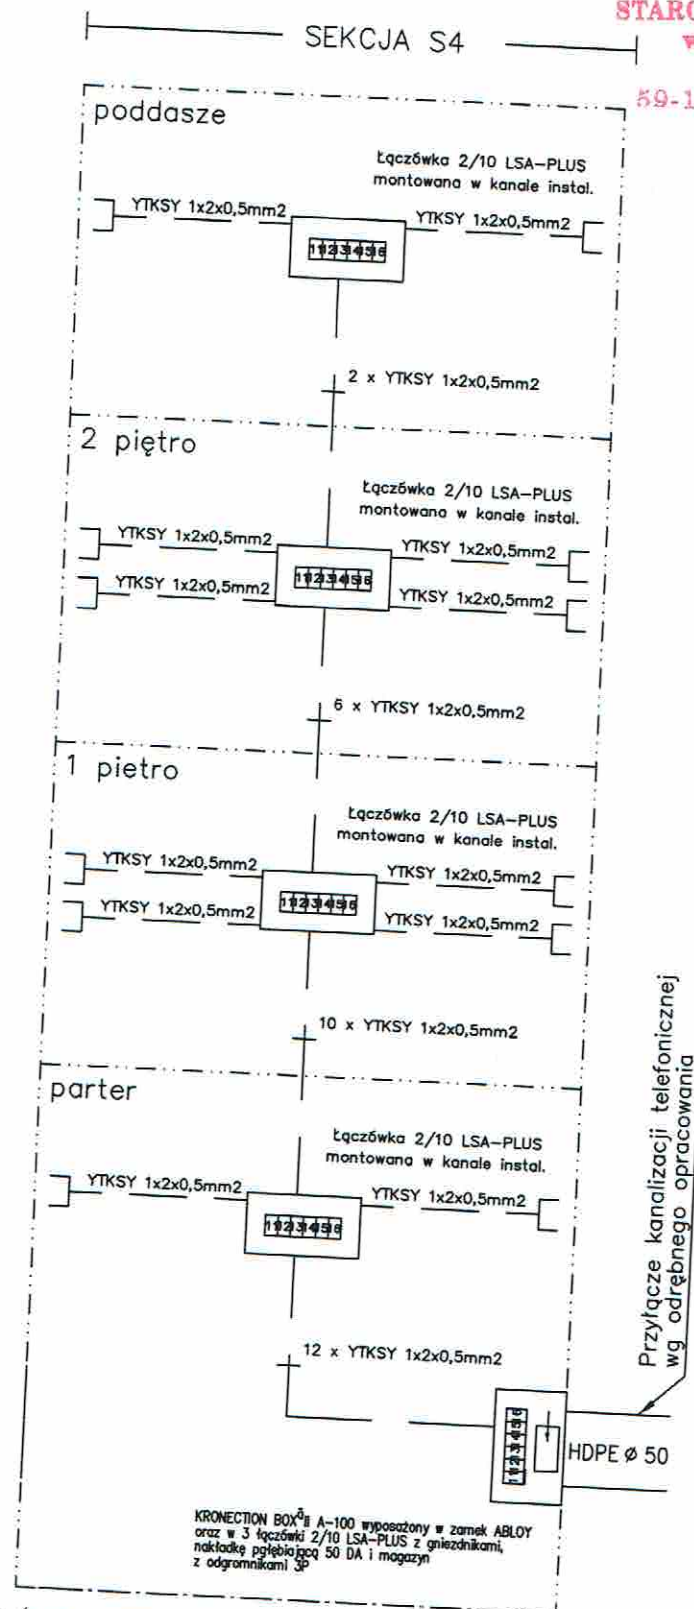 STARO
SEKCJA S4
59-1
poddasze
Łączówka 2/10 LSA-PLUS
montowana w kanale instal.
YTKSY 1x2x0,5mm2
YTKSY 1x2x0,5mm2
2 x YTKSY 1x2x0,5mm2
2 piętro
Łączówka 2/10 LSA-PLUS
montowana w kanale instal.
YTKSY 1x2x0,5mm2
YTKSY 1x2x0,5mm2
YTKSY 1x2x0,5mm2
YTKSY 1x2x0,5mm2
6 x YTKSY 1x2x0,5mm2
1 pietro
Łączówka 2/10 LSA-PLUS
montowana w kanale instal.
YTKSY 1x2x0,5mm2
YTKSY 1x2x0,5mm2
YTKSY 1x2x0,5mm2
YTKSY 1x2x0,5mm2
10 x YTKSY 1x2x0,5mm2
parter
Łączówka 2/10 LSA-PLUS
montowana w kanale instal.
YTKSY 1x2x0,5mm2
YTKSY 1x2x0,5mm2
12 x YTKSY 1x2x0,5mm2
Przyłącze kanalizacji telefonicznej
wg odrębnego opracowania
HDPE Ø 50
KRONECTION A-100 wyposażony w zamek ABLOY
oraz w 3 łączówki 2/10 LSA-PLUS z gniezdnikami,
nakładkę pgłębiającą 50 DA i magazyn
z odgromnikami 3P